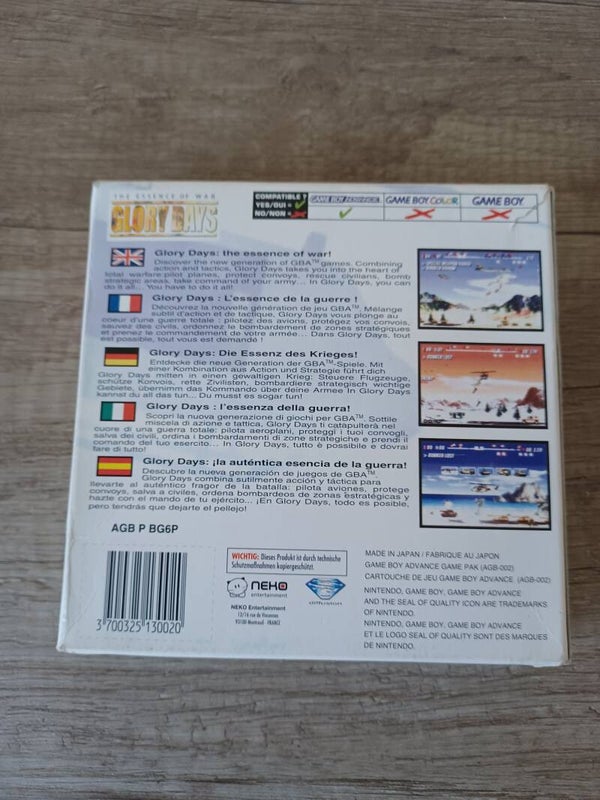 THE ESSENCE OF WAR
GLORY DAYS
COMPATIBLE ?
YES/OUI =
NO/NON =
GAME BOY ADVANCE
GAME BOY COLOR
GAME BOY
Glory Days: the essence of war!
Discover the new generation of GBA™ games. Combining
action and tactics, Glory Days takes you into the heart of
total warfare: pilot planes, protect convoys, rescue civilians, bomb
strategic areas, take command of your army... In Glory Days, you can
do it all... You have to do it all!
Glory Days : L'essence de la guerre !
Découvrez la nouvelle génération de jeu GBA™. Mélange
subtil d'action et de tactique, Glory Days vous plonge au
coeur d'une guerre totale : pilotez des avions, protégez vos convois,
sauvez des civils, ordonnez le bombardement de zones stratégiques
et prenez le commandement de votre armée... Dans Glory Days, tout
est possible, tout vous est demandé !
Glory Days: Die Essenz des Krieges!
Entdecke die neue Generation der GBA™-Spiele. Mit
einer Kombination aus Action und Strategie führt dich
Glory Days mitten in einen gewaltigen Krieg: Steuere Flugzeuge,
schütze Konvois, rette Zivilisten, bombardiere strategisch wichtige
Gebiete, übernimm das Kommando über deine Armee In Glory Days
kannst du all das tun... Du musst es sogar tun!
Glory Days : l'essenza della guerra!
Scopri la nuova generazione di giochi per GBA™. Sottile
miscela di azione e tattica, Glory Days ti catapulterà nel
cuore di una guerra totale: pilota aeroplani, proteggi i tuoi convogli,
salva dei civili, ordina i bombardamenti di zone strategiche e prendi il
comando del tuo esercito... In Glory Days, tutto è possibile e dovrai
fare di tutto!
Glory Days: ¡la auténtica esencia de la guerra!
Descubre la nueva generación de juegos de GBA™
Glory Days combina sutilmente acción y táctica para
llevarte al auténtico fragor de la batalla: pilota aviones, protege
convoys, salva a civiles, ordena bombardeos de zonas estratégicas y
hazte con el mando de tu ejército... ¡En Glory Days, todo es posible,
pero tendrás que dejarte el pellejo!
AGB P BG6P
3 700325 130020
WICHTIG: Dieses Produkt ist durch technische
Schutzmaßnahmen kopiergeschützt.
NEKO
entertainment
diffusion
NEKO Entertainment
12/16 rue de Vincennes
93100 Montreuil - FRANCE
MADE IN JAPAN / FABRIQUE AU JAPON
GAME BOY ADVANCE GAME PAK (AGB-002)
CARTOUCHE DE JEU GAME BOY ADVANCE (AGB-002)
NINTENDO, GAME BOY, GAME BOY ADVANCE
AND THE SEAL OF QUALITY ICON ARE TRADEMARKS
OF NINTENDO.
NINTENDO, GAME BOY, GAME BOY ADVANCE
ET LE LOGO SEAL OF QUALITY SONT DES MARQUES
DE NINTENDO.